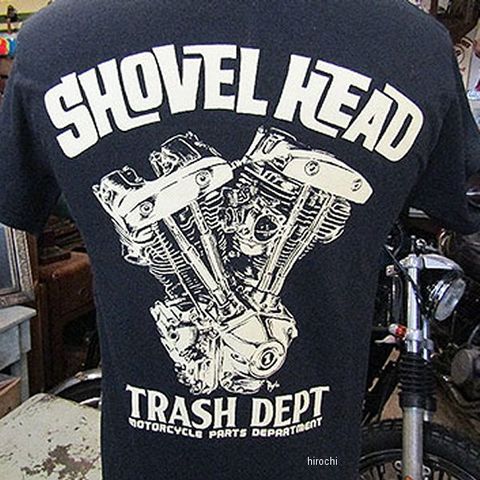 SHOVEL HEAD
TRASH DEPT
MOTORCYCLE PARTS DEPARTMENT
hirochi